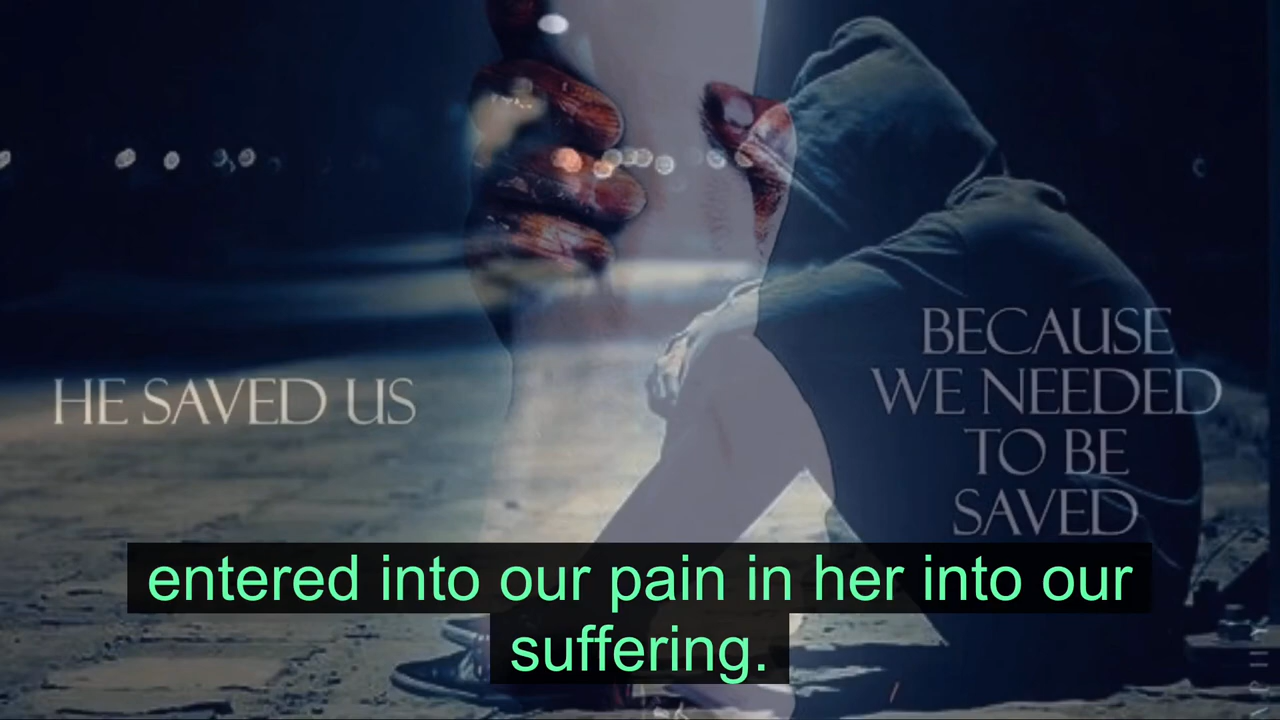 HE SAVED US
BECAUSE
WE NEEDED
TO BE
SAVED
entered into our pain in her into our
suffering.